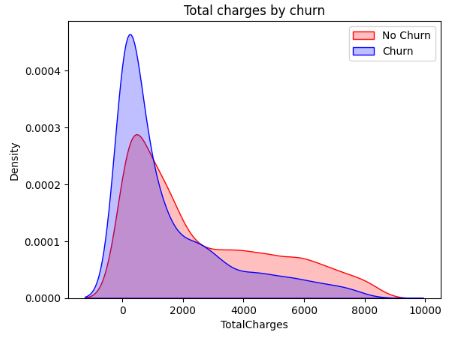 Total charges by churn
No Churn
Churn
Density
0.0004
0.0003
0.0002
0.0001
0.0000
0 2000 4000 6000 8000 10000
TotalCharges